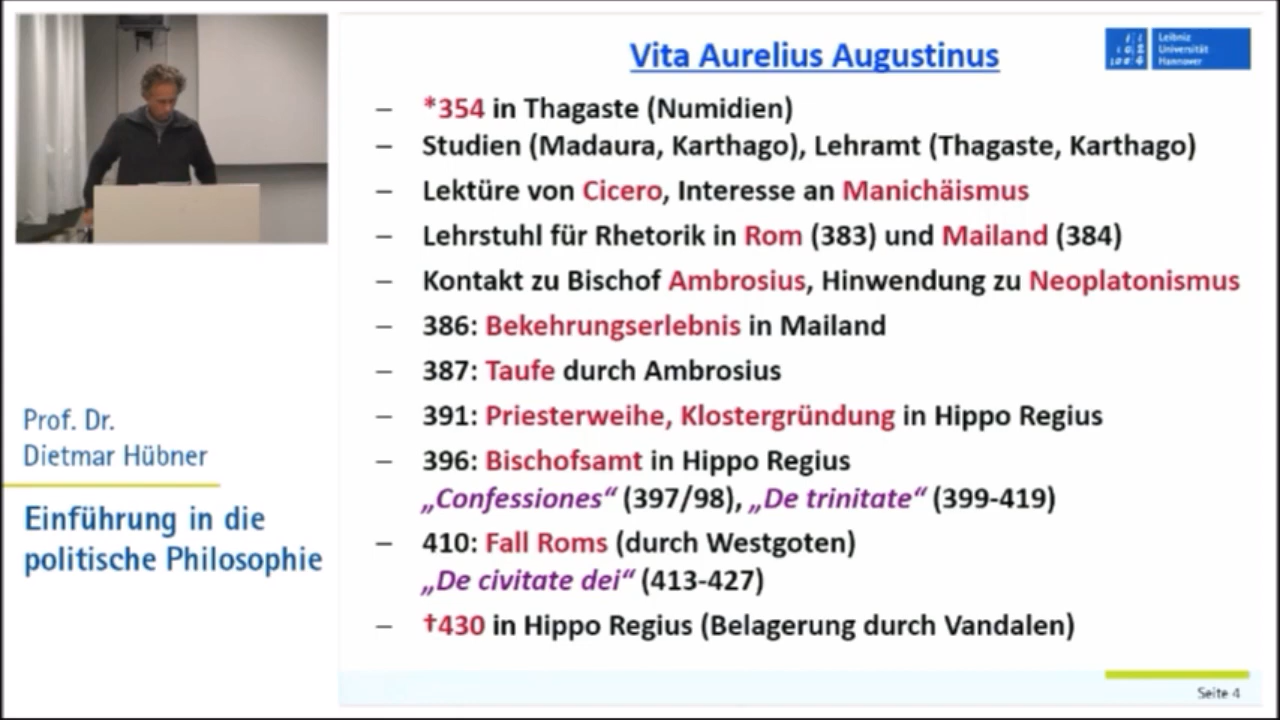 Vita Aurelius Augustinus
Leibniz
Universität
Hannover
– *354 in Thagaste (Numidien)
– Studien (Madaura, Karthago), Lehramt (Thagaste, Karthago)
– Lektüre von Cicero, Interesse an Manichäismus
– Lehrstuhl für Rhetorik in Rom (383) und Mailand (384)
– Kontakt zu Bischof Ambrosius, Hinwendung zu Neoplatonismus
– 386: Bekehrungserlebnis in Mailand
– 387: Taufe durch Ambrosius
– 391: Priesterweihe, Klostergründung in Hippo Regius
– 396: Bischofsamt in Hippo Regius
„Confessiones“ (397/98), „De trinitate“ (399-419)
– 410: Fall Roms (durch Westgoten)
„De civitate dei“ (413-427)
– †430 in Hippo Regius (Belagerung durch Vandalen)
Seite 4
Prof. Dr.
Dietmar Hübner
Einführung in die
politische Philosophie